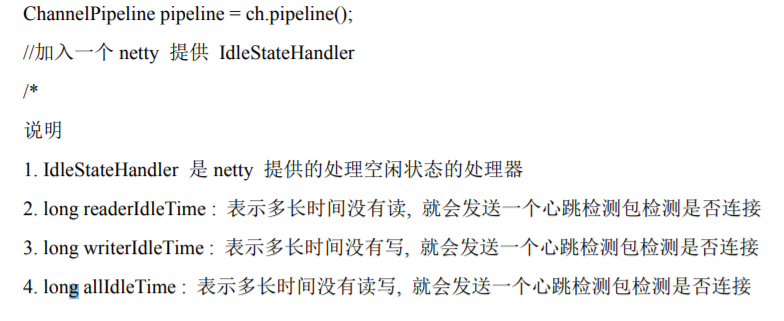 ChannelPipeline pipeline = ch.pipeline();
//加入一个 netty 提供 IdleStateHandler
/*
说明
1. IdleStateHandler 是 netty 提供的处理空闲状态的处理器
2. long readerIdleTime : 表示多长时间没有读, 就会发送一个心跳检测包检测是否连接
3. long writerIdleTime : 表示多长时间没有写, 就会发送一个心跳检测包检测是否连接
4. long allIdleTime : 表示多长时间没有读写, 就会发送一个心跳检测包检测是否连接